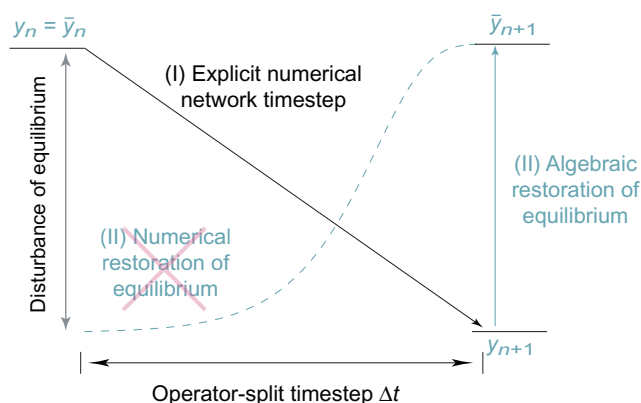 yₙ = ȳₙ
ȳₙ₊₁
(I) Explicit numerical
network timestep
Disturbance of equilibrium
(II) Numerical
restoration of
equilibrium
(II) Algebraic
restoration of
equilibrium
yₙ₊₁
Operator-split timestep Δt